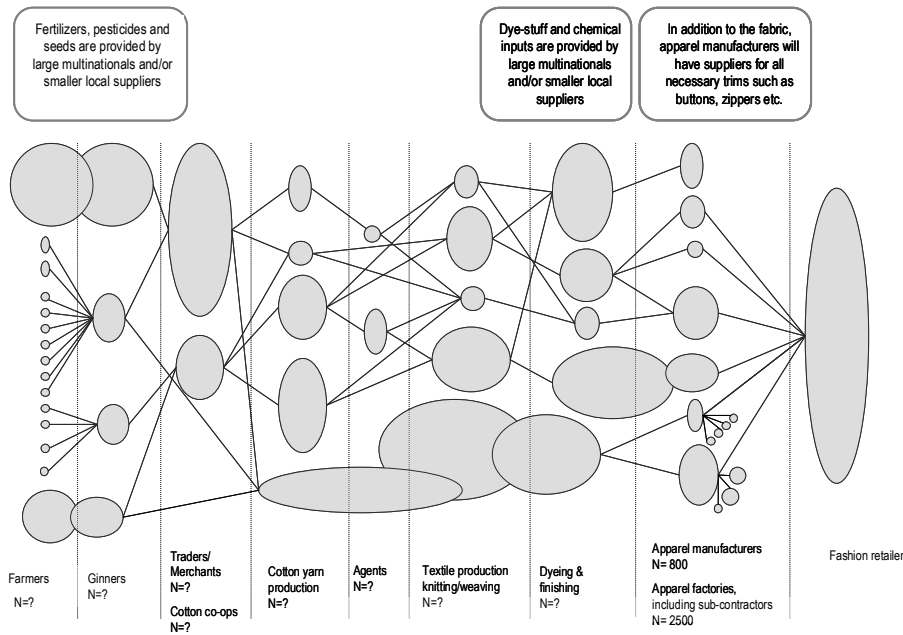 Fertilizers, pesticides and
seeds are provided by
large multinationals and/or
smaller local suppliers
Dye-stuff and chemical
inputs are provided by
large multinationals
and/or smaller local
suppliers
In addition to the fabric,
apparel manufacturers will
have suppliers for all
necessary trims such as
buttons, zippers etc.
Farmers
N=?
Ginners
N=?
Traders/
Merchants
N=?
Cotton co-ops
N=?
Cotton yarn
production
N=?
Agents
N=?
Textile production
knitting/weaving
N=?
Dyeing &
finishing
N=?
Apparel manufacturers
N= 800
Apparel factories,
including sub-contractors
N= 2500
Fashion retailer